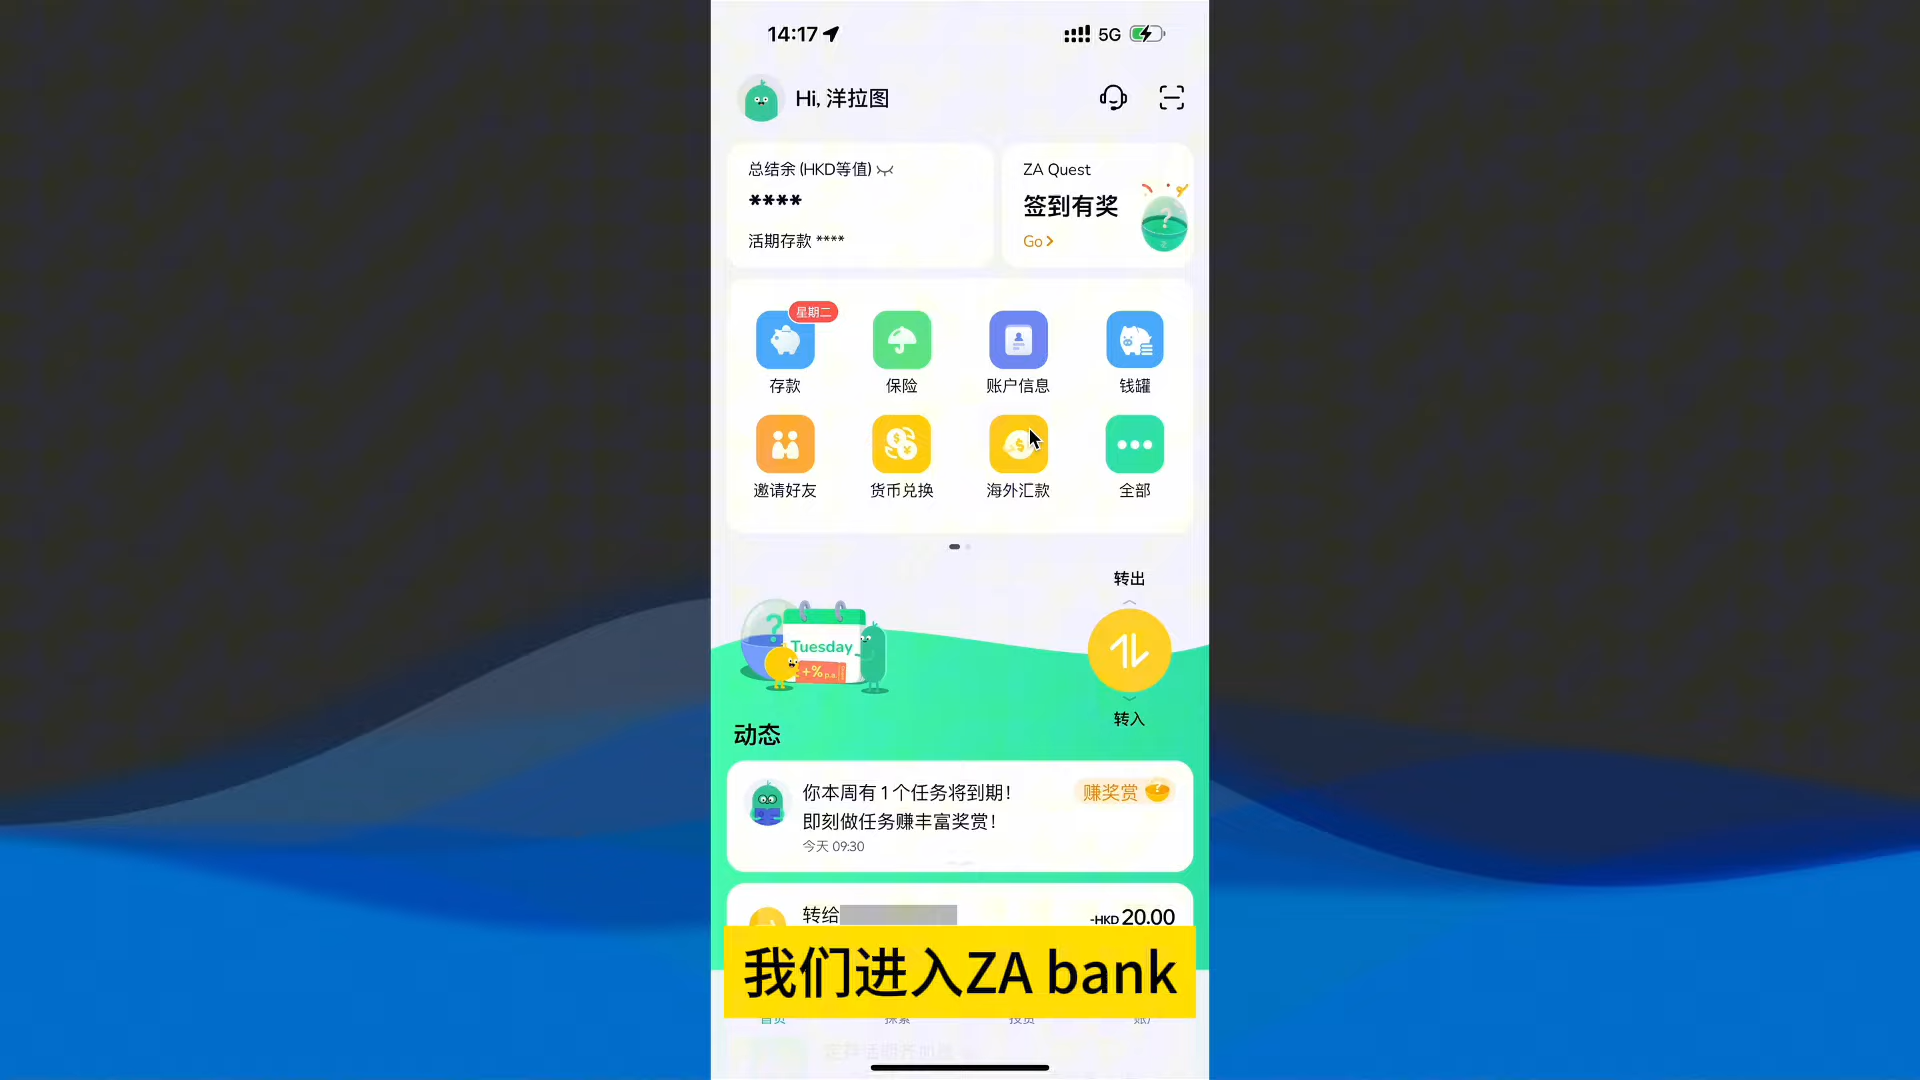 14:17
5G
Hi, 洋拉图
总结余 (HKD等值)
****
活期存款 ****
ZA Quest
签到有奖
Go
星期二
存款
保险
账户信息
钱罐
邀请好友
货币兑换
海外汇款
全部
转出
Tuesday
+% p.a.
转入
动态
你本周有1个任务将到期！
即刻做任务赚丰富奖赏！
今天 09:30
赚奖赏
转给
-HKD 20.00
我们进入ZA bank